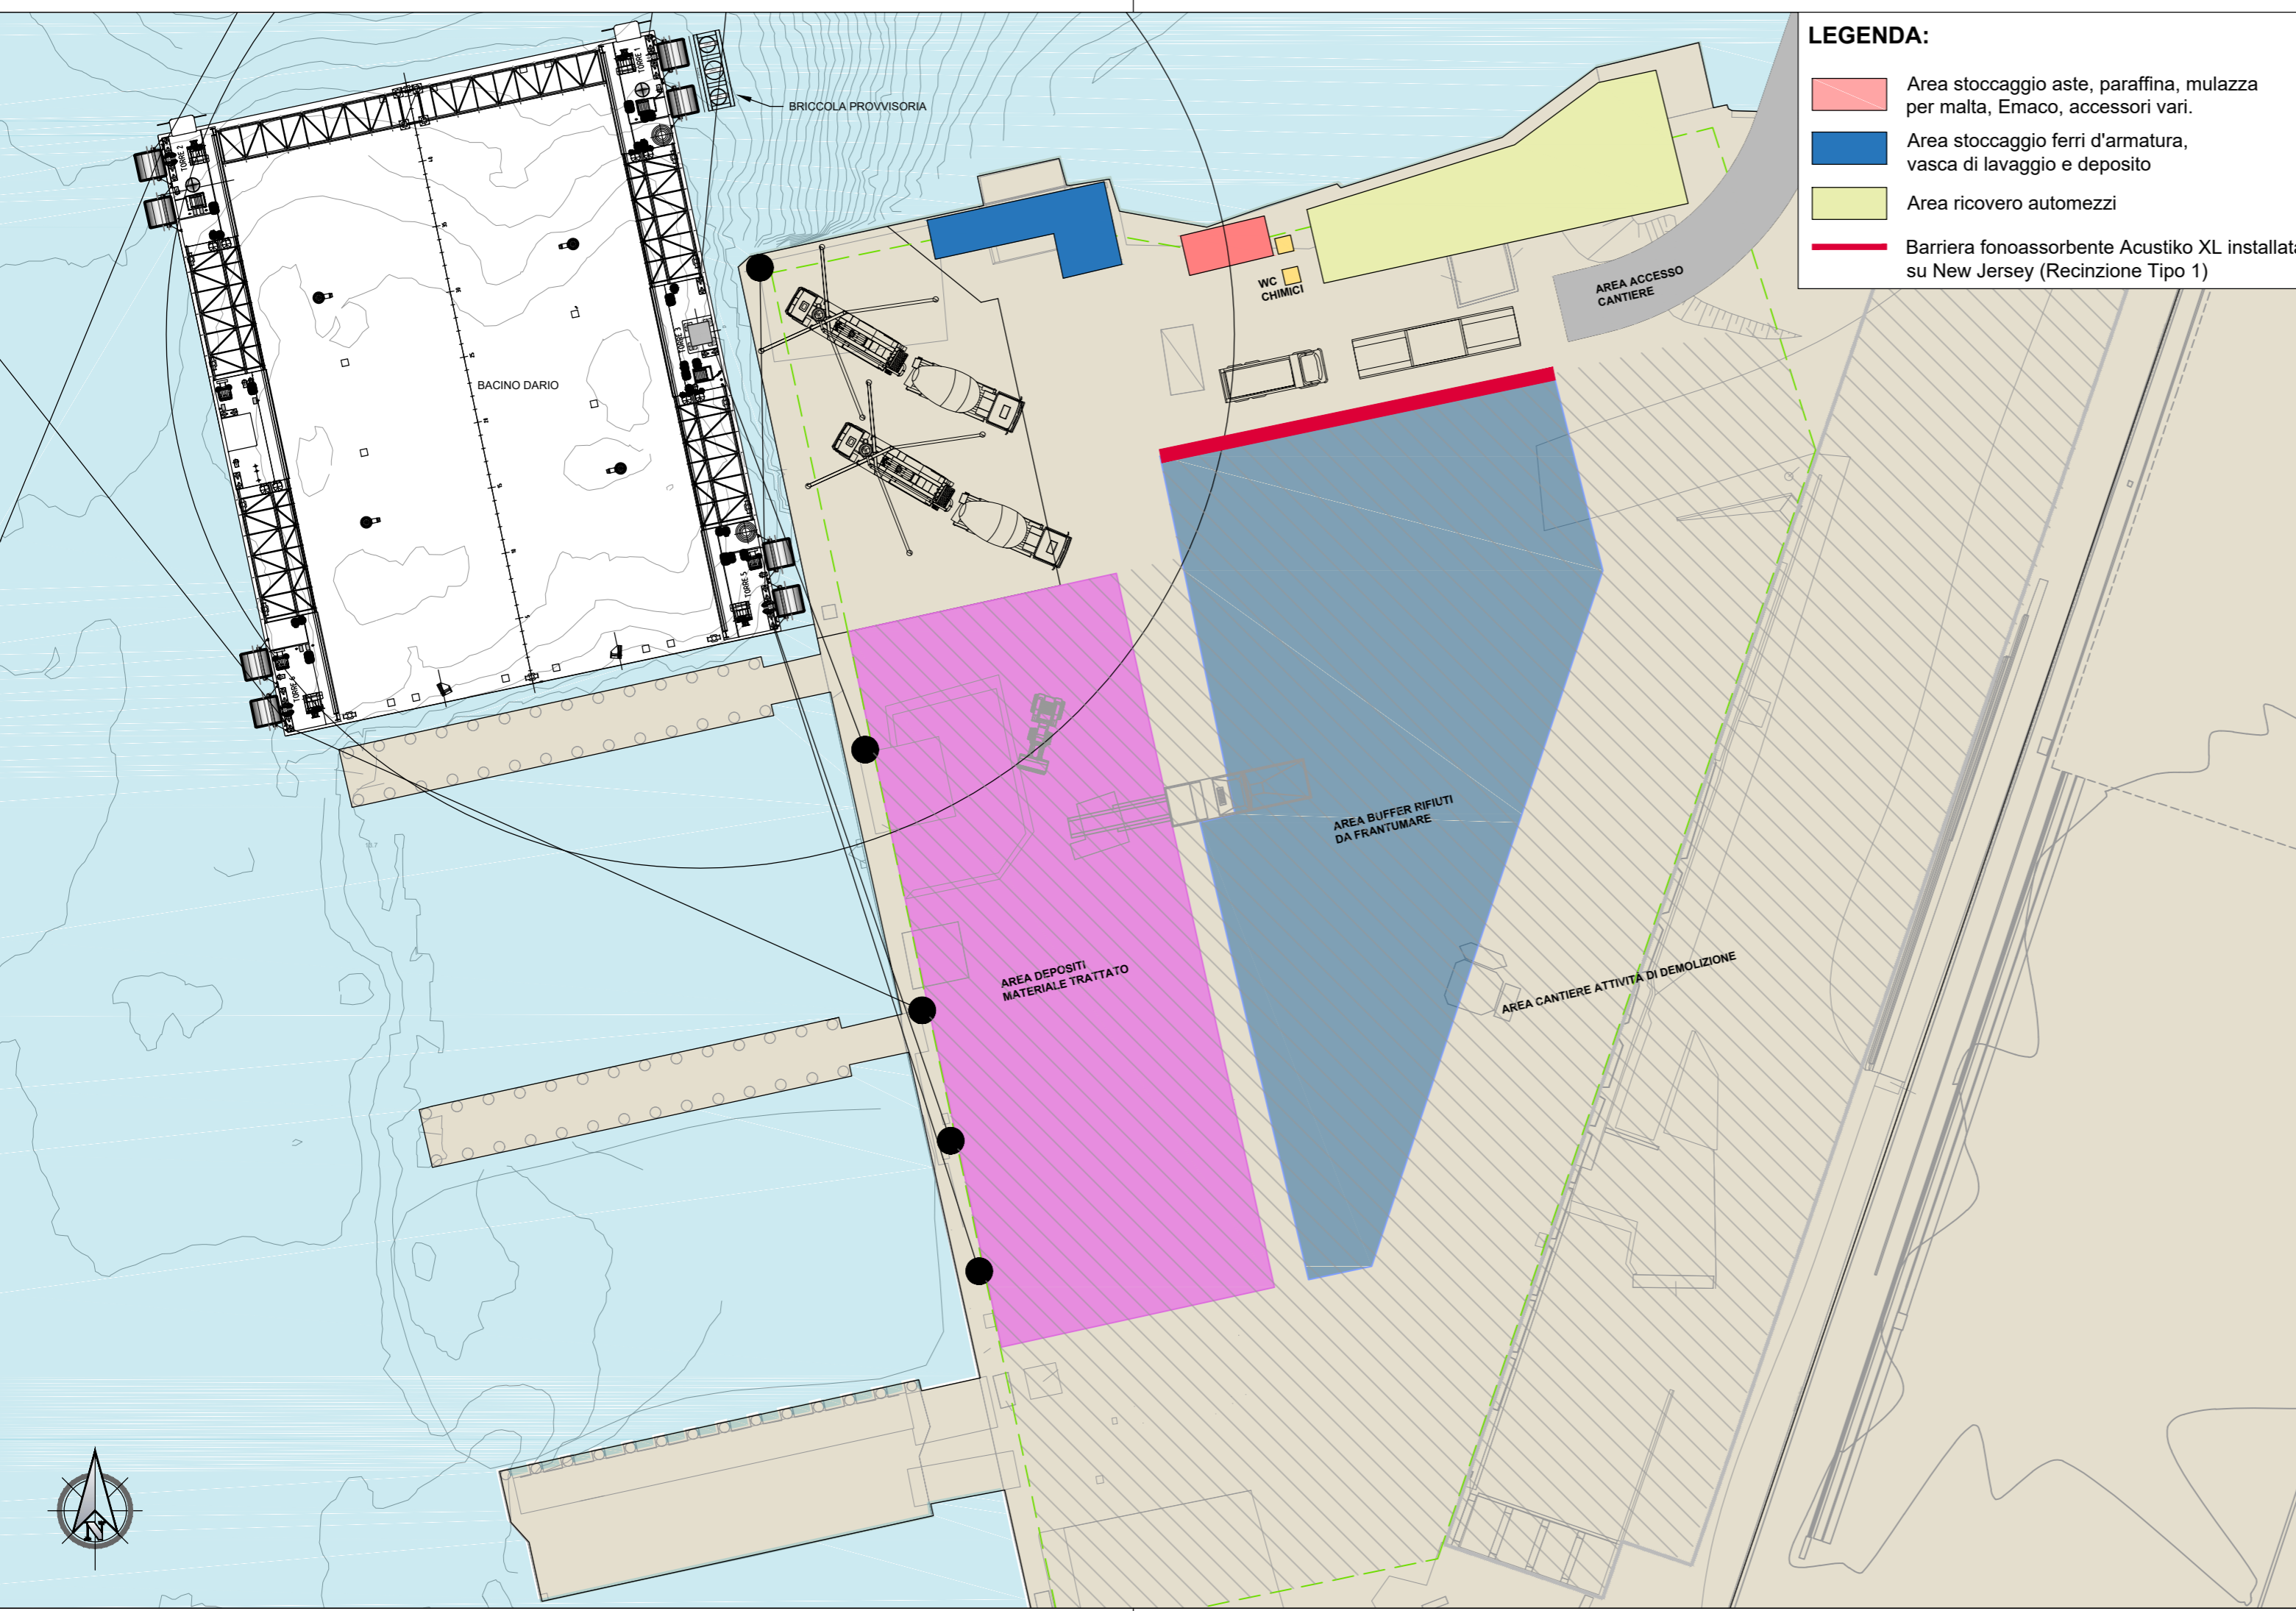 LEGENDA:
Area stoccaggio aste, paraffina, mulazza
per malta, Emaco, accessori vari.
Area stoccaggio ferri d'armatura,
vasca di lavaggio e deposito
Area ricovero automezzi
Barriera fonoassorbente Acustiko XL installata
su New Jersey (Recinzione Tipo 1)
TORRE 1
TORRE 2
BRICCOLA PROVVISORIA
WC
CHIMICI
AREA ACCESSO
CANTIERE
TORRE 3
BACINO DARIO
TORRE 5
AREA BUFFER RIFIUTI
DA FRANTUMARE
AREA DEPOSITI
MATERIALE TRATTATO
AREA CANTIERE ATTIVITÀ DI DEMOLIZIONE
N